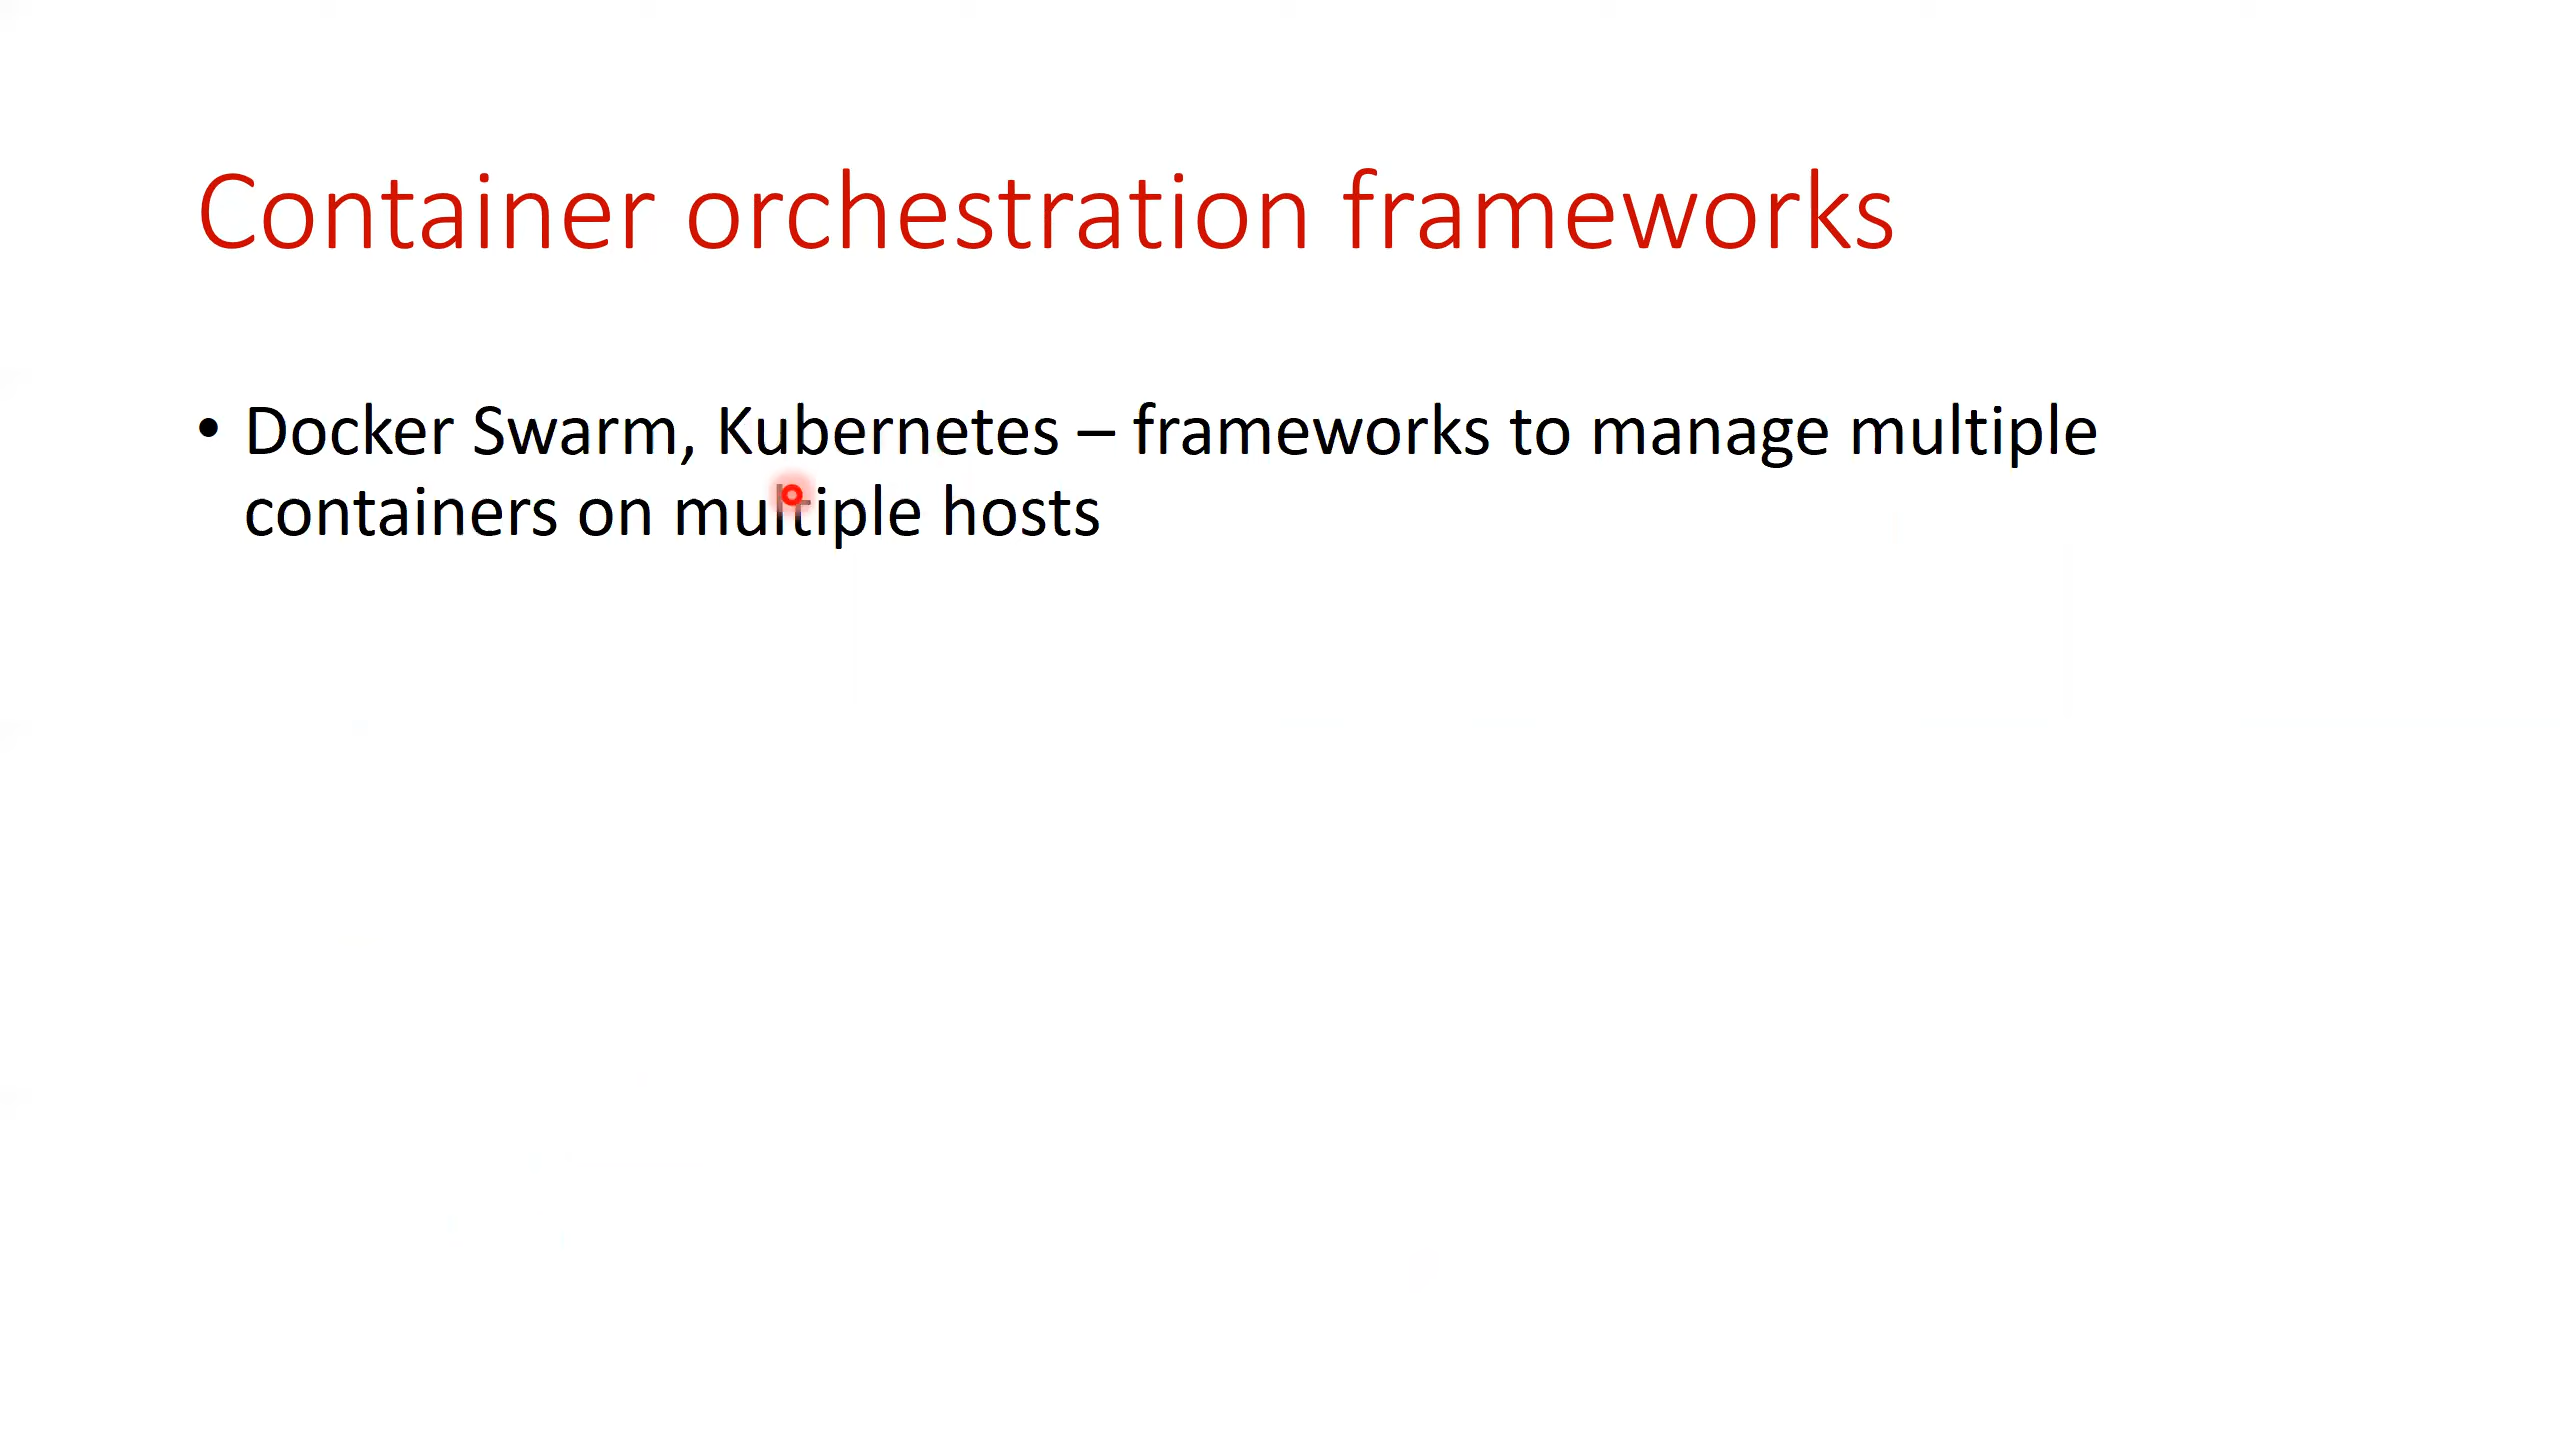 Container orchestration frameworks
• Docker Swarm, Kubernetes – frameworks to manage multiple
containers on multiple hosts